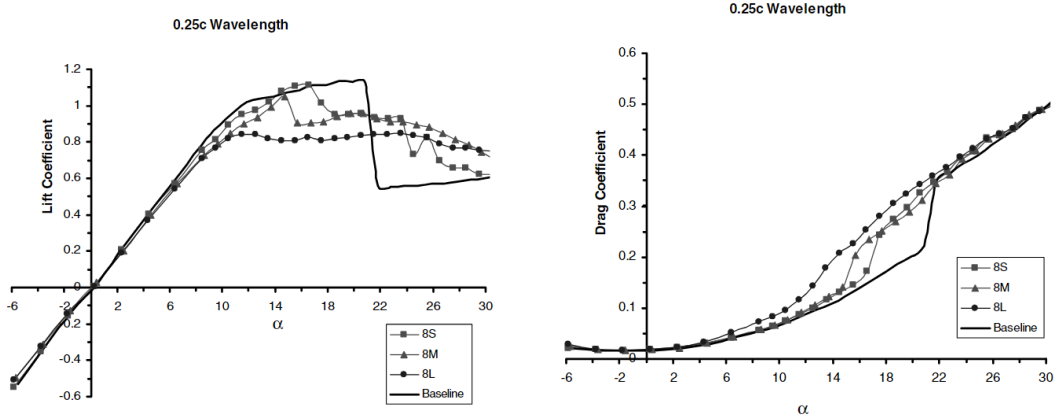 0.25c Wavelength
1.2
1
0.8
0.6
0.4
0.2
0
-0.2
-0.4
-0.6
-6
-2
2
6
10
14
18
22
26
30
Lift Coefficient
α
8S
8M
8L
Baseline
0.25c Wavelength
0.6
0.5
0.4
0.3
0.2
0.1
0
-6
-2
2
6
10
14
18
22
26
30
Drag Coefficient
α
8S
8M
8L
Baseline